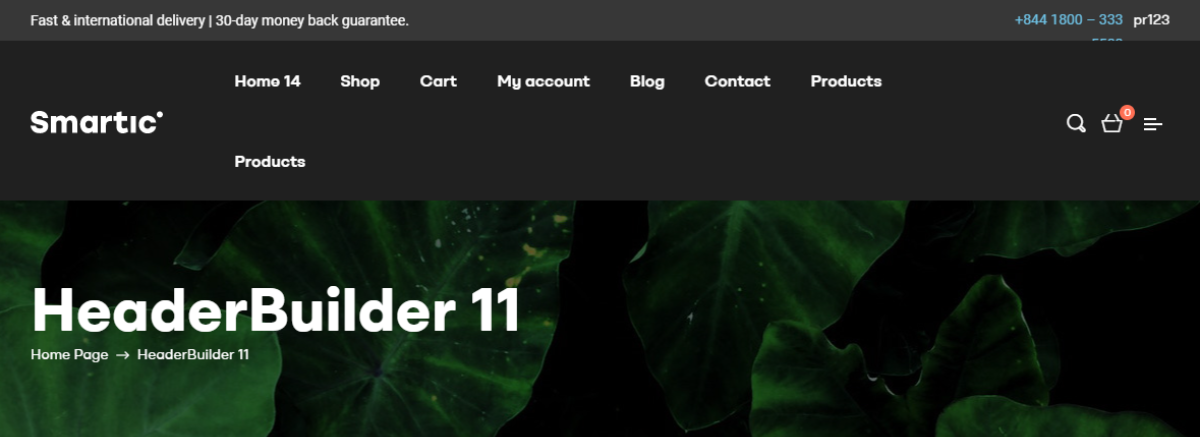 Fast & international delivery | 30-day money back guarantee.
+844 1800 – 333 pr123
Home 14 Shop Cart My account Blog Contact Products
Smartic
0
Products
HeaderBuilder 11
Home Page → HeaderBuilder 11